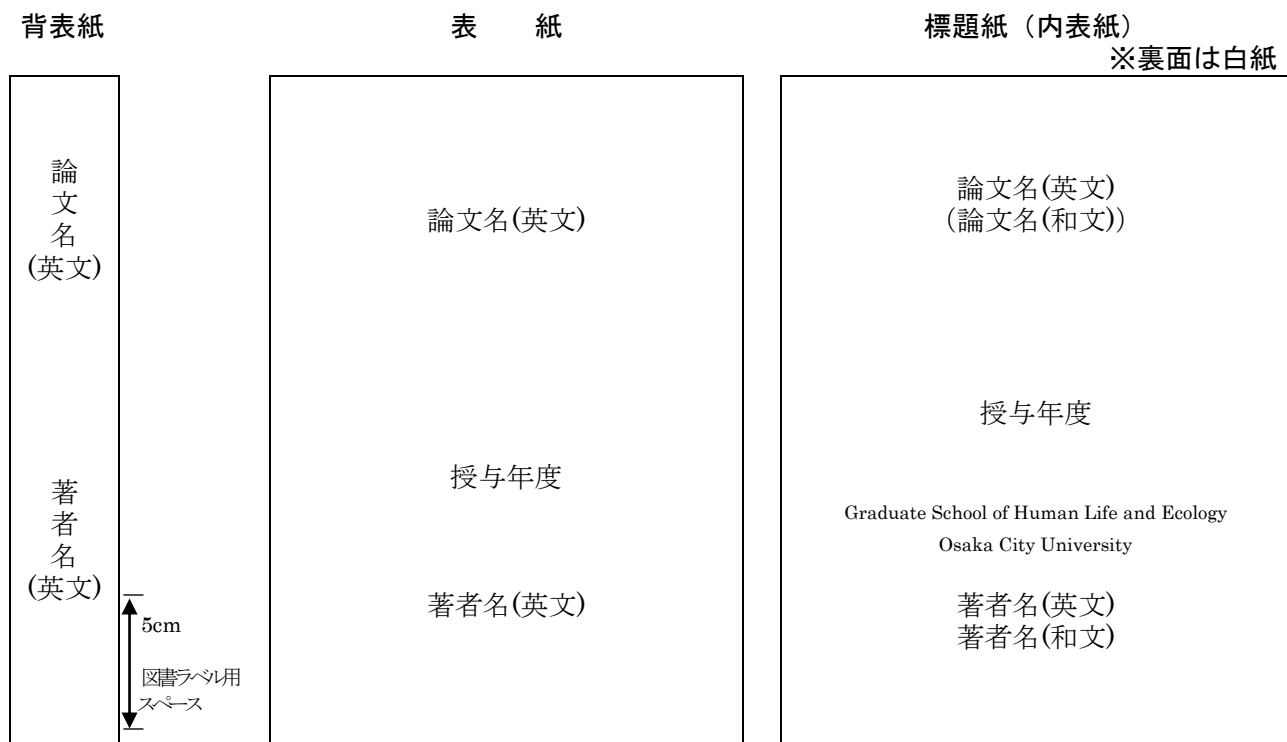 背表紙
表　　紙
標題紙（内表紙）
※裏面は白紙
論
文
名
(英文)
著
者
名
(英文)
5cm
図書ラベル用
スペース
論文名(英文)
授与年度
著者名(英文)
論文名(英文)
（論文名(和文)）
授与年度
Graduate School of Human Life and Ecology
Osaka City University
著者名(英文)
著者名(和文)